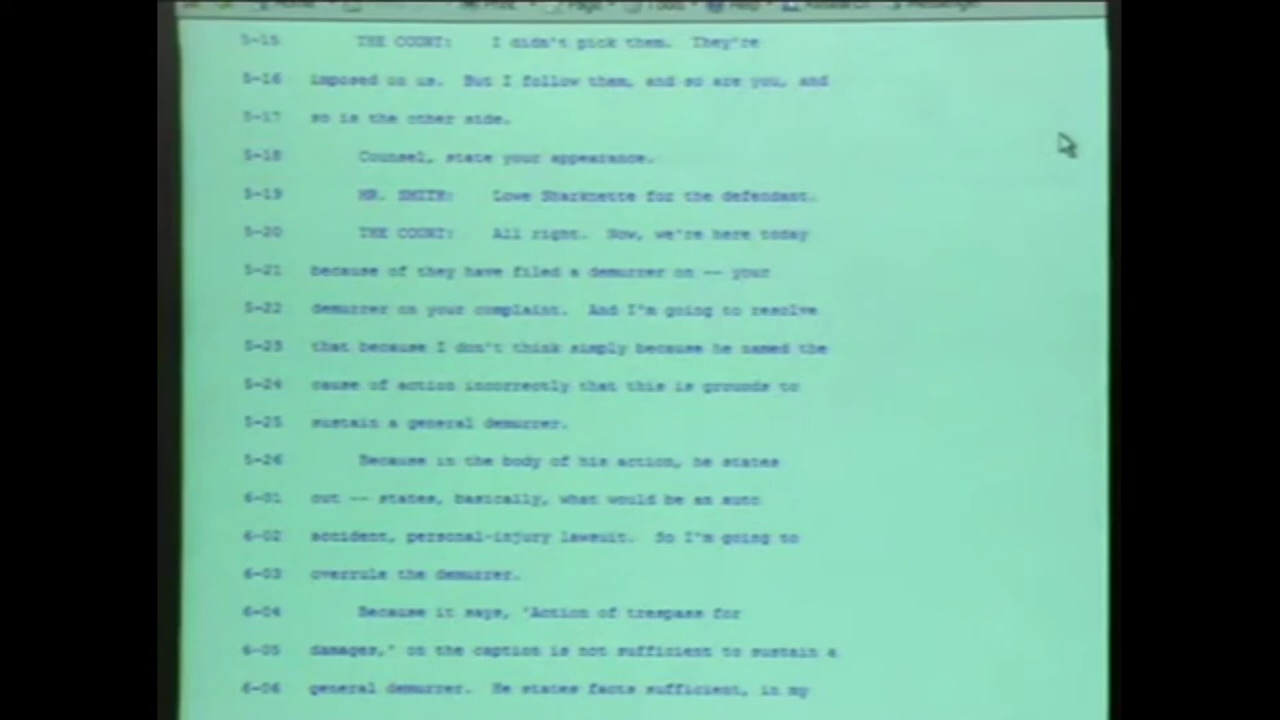 Print Page Tools Help Research Messenger
5-15 THE COURT: I didn't pick them. They're
5-16 imposed on us. But I follow them, and so are you, and
5-17 so is the other side.
5-18 Counsel, state your appearance.
5-19 MR. SMITH: Love Sharknette for the defendant.
5-20 THE COURT: All right. Now, we're here today
5-21 because of they have filed a demurrer on -- your
5-22 demurrer on your complaint. And I'm going to resolve
5-23 that because I don't think simply because he named the
5-24 cause of action incorrectly that this is grounds to
5-25 sustain a general demurrer.
5-26 Because in the body of his action, he states
6-01 out -- states, basically, what would be an auto
6-02 accident, personal-injury lawsuit. So I'm going to
6-03 overrule the demurrer.
6-04 Because it says, "Action of trespass for
6-05 damages," on the caption is not sufficient to sustain a
6-06 general demurrer. He states facts sufficient, in my